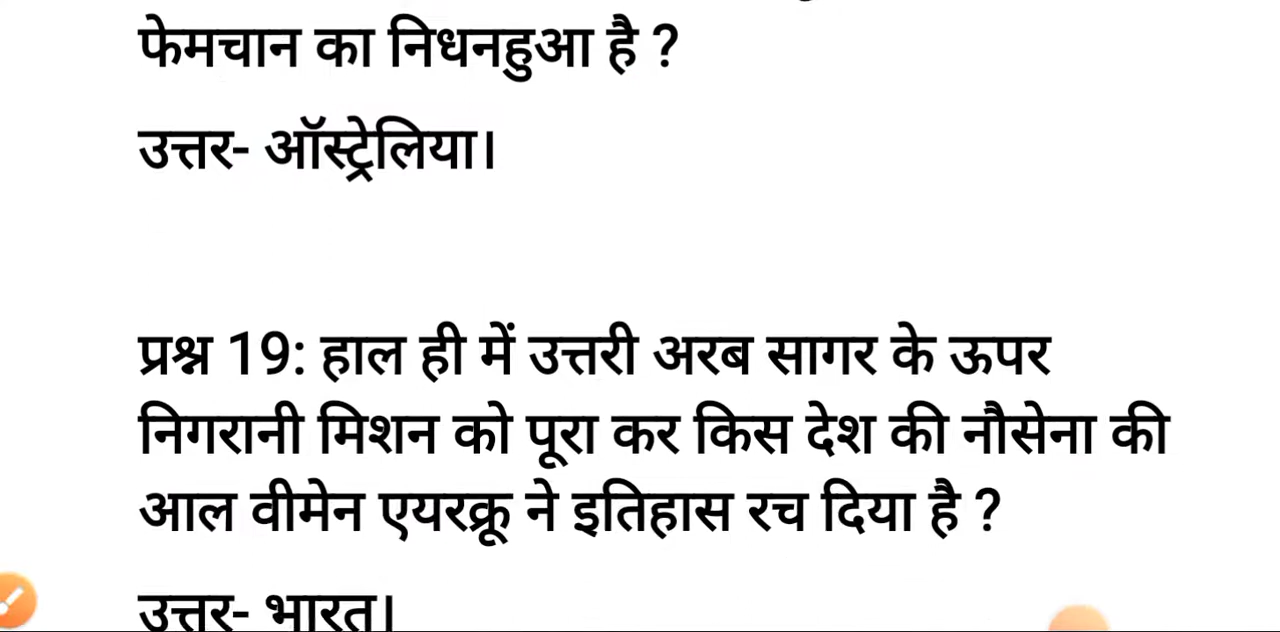 फेमचान का निधनहुआ है ?
उत्तर- ऑस्ट्रेलिया।
प्रश्न 19: हाल ही में उत्तरी अरब सागर के ऊपर
निगरानी मिशन को पूरा कर किस देश की नौसेना की
आल वीमेन एयरक्रू ने इतिहास रच दिया है ?
उत्तर- भारत।